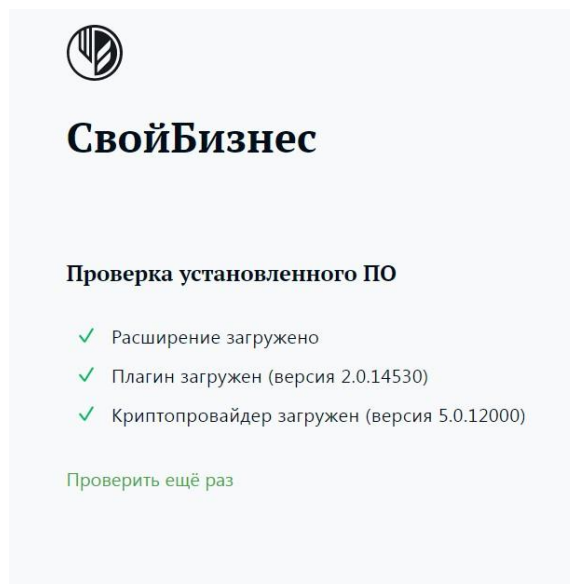 СвойБизнес
Проверка установленного ПО
Расширение загружено
Плагин загружен (версия 2.0.14530)
Криптопровайдер загружен (версия 5.0.12000)
Проверить ещё раз